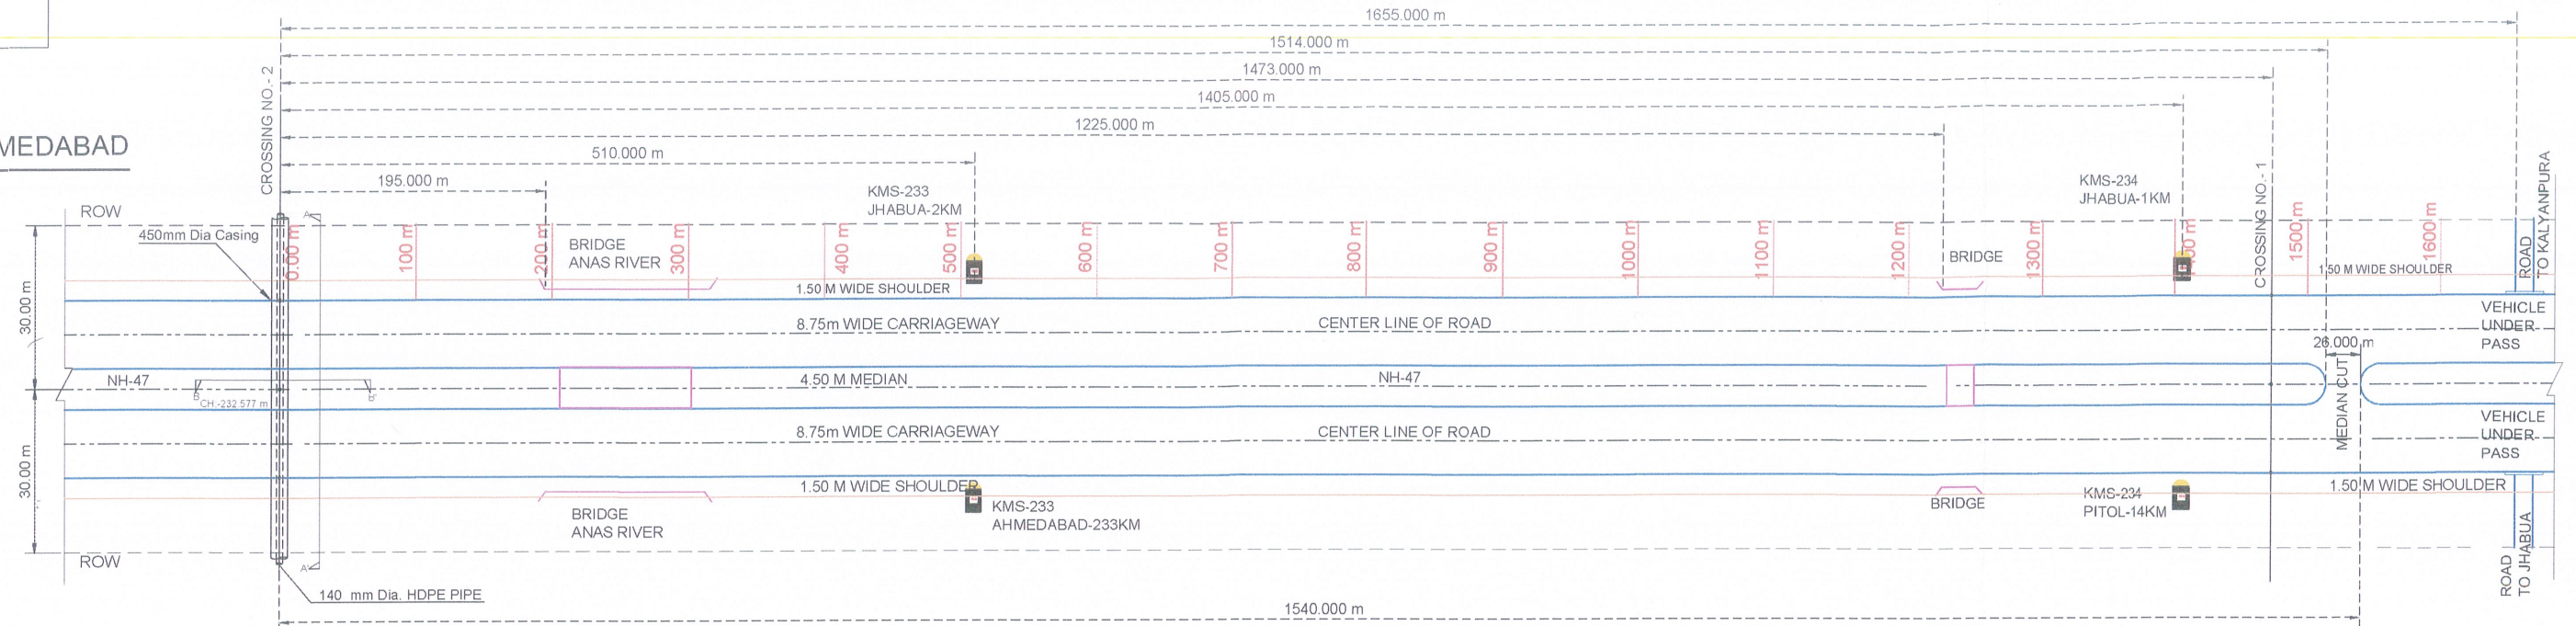 1655.000 m
1514.000 m
1473.000 m
1405.000 m
1225.000 m
510.000 m
195.000 m
CROSSING NO.- 2
MEDABAD
KMS-233
JHABUA-2KM
KMS-234
JHABUA-1KM
CROSSING NO.- 1
ROW
450mm Dia Casing
A
0.00 m
100 m
200 m
300 m
400 m
500 m
600 m
700 m
800 m
900 m
1000 m
1100 m
1200 m
1300 m
00 m
1500 m
1600 m
BRIDGE
ANAS RIVER
BRIDGE
ROAD
TO KALYANPURA
1.50 M WIDE SHOULDER
1.50 M WIDE SHOULDER
30.00 m
8.75m WIDE CARRIAGEWAY
CENTER LINE OF ROAD
VEHICLE
UNDER
PASS
26.000 m
NH-47
4.50 M MEDIAN
NH-47
MEDIAN CUT
B
B'
CH.-232.577 m
30.00 m
8.75m WIDE CARRIAGEWAY
CENTER LINE OF ROAD
VEHICLE
UNDER
PASS
1.50 M WIDE SHOULDER
1.50 M WIDE SHOULDER
BRIDGE
ANAS RIVER
KMS-233
AHMEDABAD-233KM
BRIDGE
KMS-234
PITOL-14KM
ROW
A'
140 mm Dia. HDPE PIPE
ROAD
TO JHABUA
1540.000 m